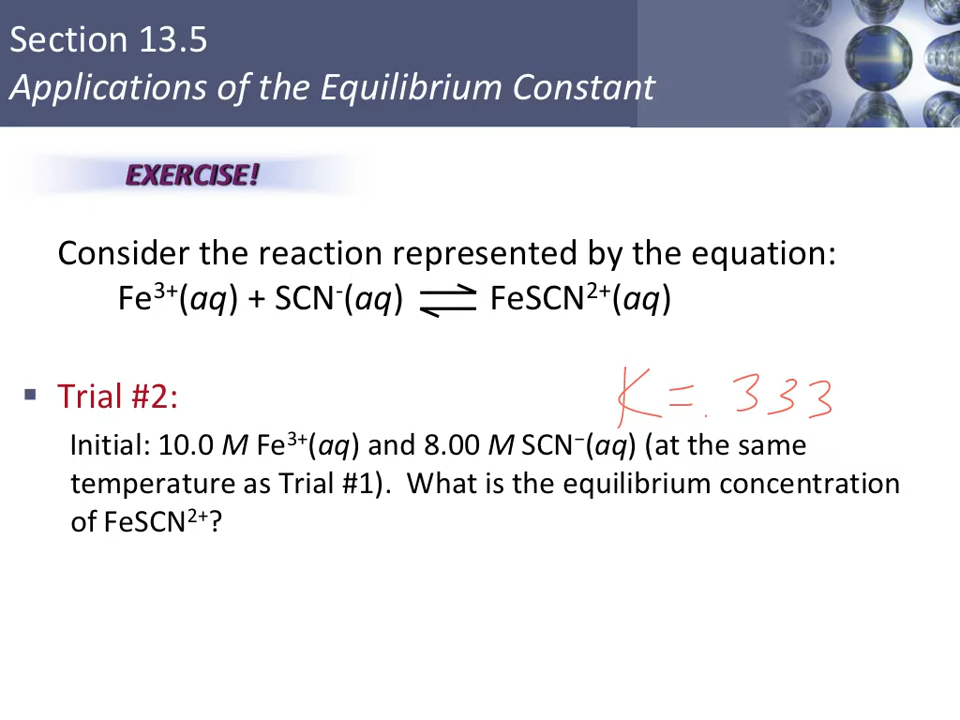 Section 13.5
Applications of the Equilibrium Constant
EXERCISE!
Consider the reaction represented by the equation:
Fe³⁺(aq) + SCN⁻(aq) ⇌ FeSCN²⁺(aq)
▪ Trial #2:
K = .333
Initial: 10.0 M Fe³⁺(aq) and 8.00 M SCN⁻(aq) (at the same
temperature as Trial #1). What is the equilibrium concentration
of FeSCN²⁺?